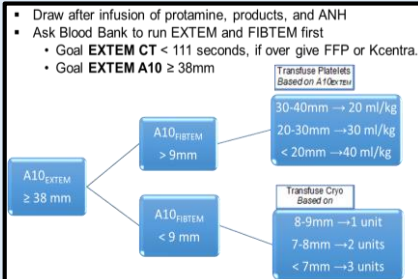 ▪ Draw after infusion of protamine, products, and ANH
▪ Ask Blood Bank to run EXTEM and FIBTEM first
• Goal EXTEM CT < 111 seconds, if over give FFP or Kcentra.
• Goal EXTEM A10 ≥ 38mm
Transfuse Platelets
Based on A10EXTEM
30-40mm → 20 ml/kg
20-30mm →30 ml/kg
< 20mm →40 ml/kg
A10FIBTEM
> 9mm
A10EXTEM
≥ 38 mm
A10FIBTEM
< 9 mm
Transfuse Cryo
Based on
8-9mm →1 unit
7-8mm →2 units
< 7mm →3 units